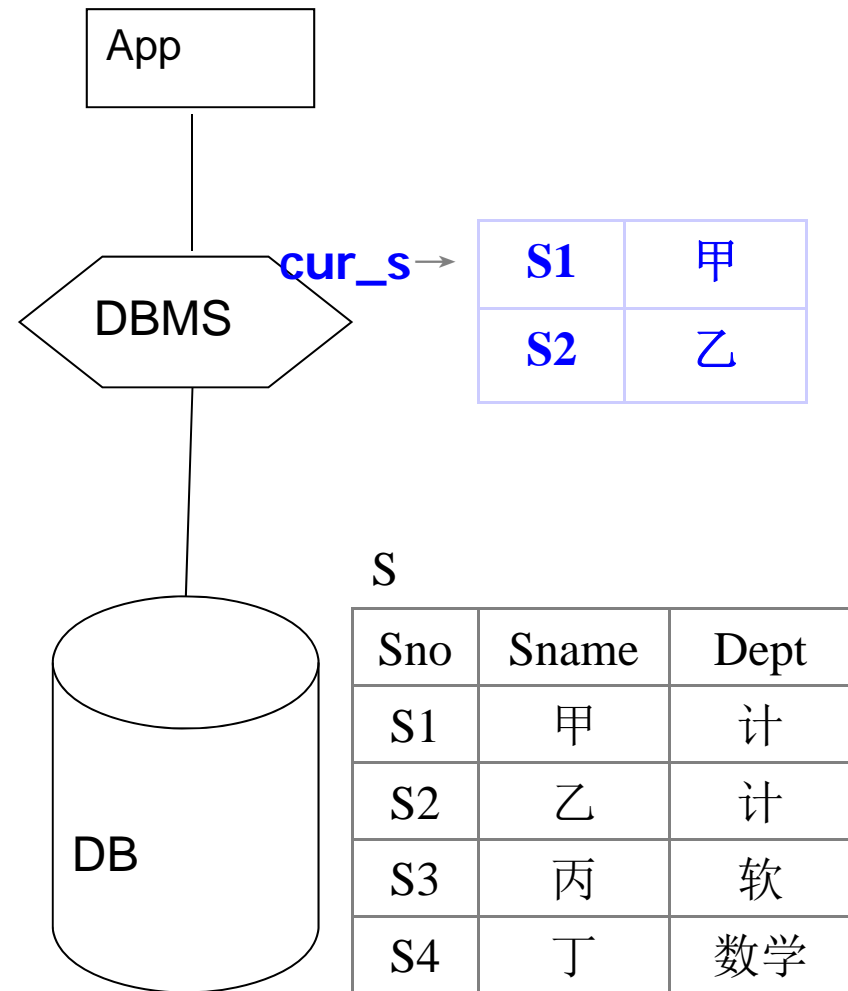 App
DBMS
cur_s
S1 甲
S2 乙
S
Sno Sname Dept
S1 甲 计
S2 乙 计
S3 丙 软
S4 丁 数学
DB